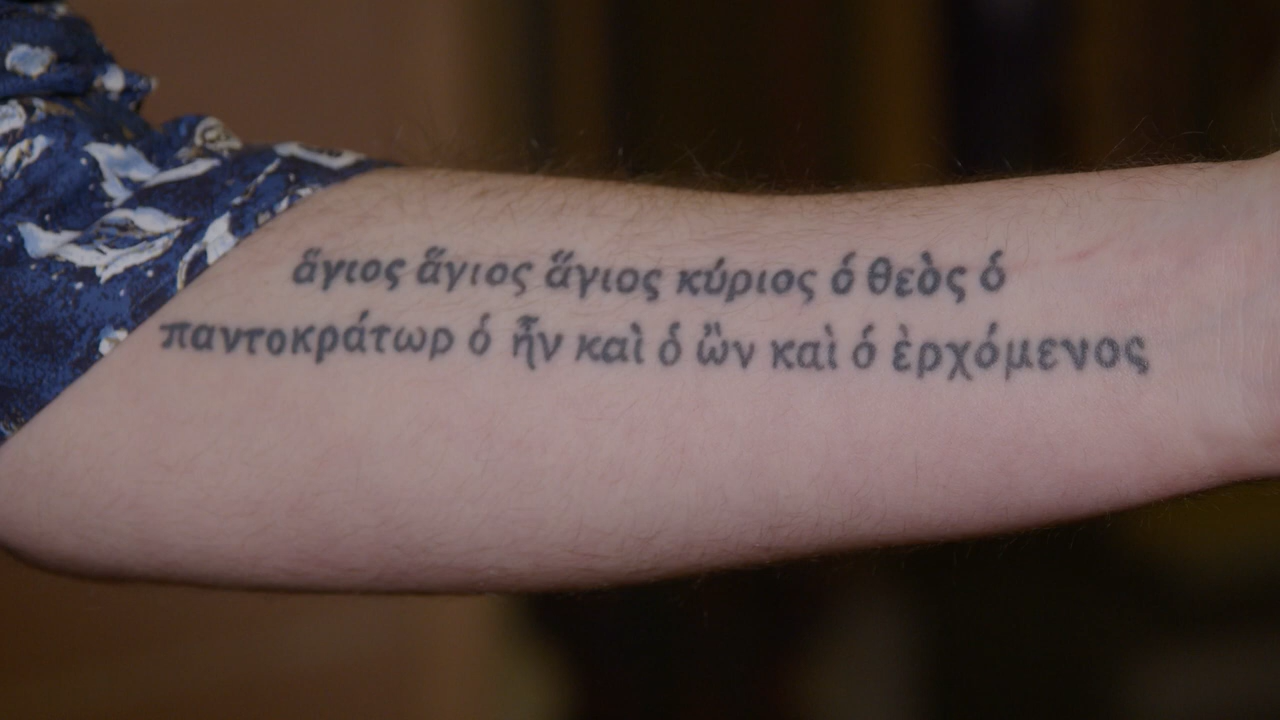 ἅγιος ἅγιος ἅγιος κύριος ὁ θεὸς ὁ
παντοκράτωρ ὁ ἦν καὶ ὁ ὢν καὶ ὁ ἐρχόμενος